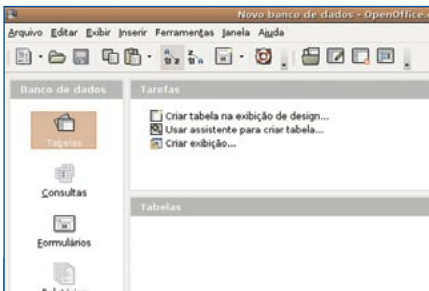 Novo banco de dados - OpenOffice.
Arquivo Editar Exibir Inserir Ferramentas Janela Ajuda
Banco de dados
Tarefas
Tabelas
Criar tabela na exibição de design...
Usar assistente para criar tabela...
Criar exibição...
Consultas
Tabelas
Formulários